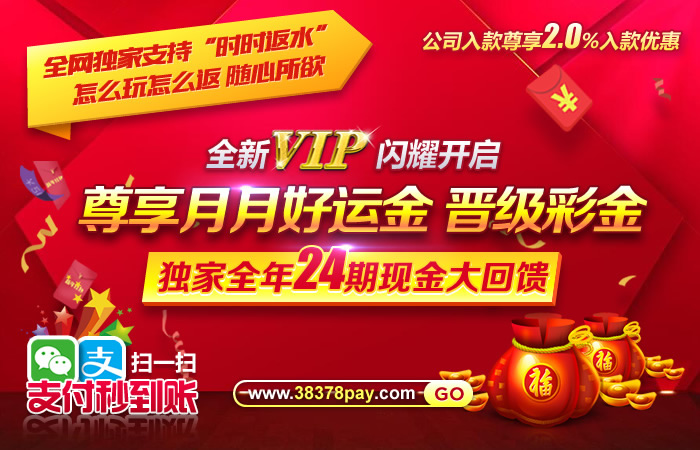 全网独家支持“时时返水”
怎么玩怎么返 随心所欲
公司入款尊享2.0%入款优惠
¥
全新VIP闪耀开启
尊享月月好运金 晋级彩金
独家全年24期现金大回馈
支 扫一扫
支付秒到账
www.38378pay.com GO
福
福